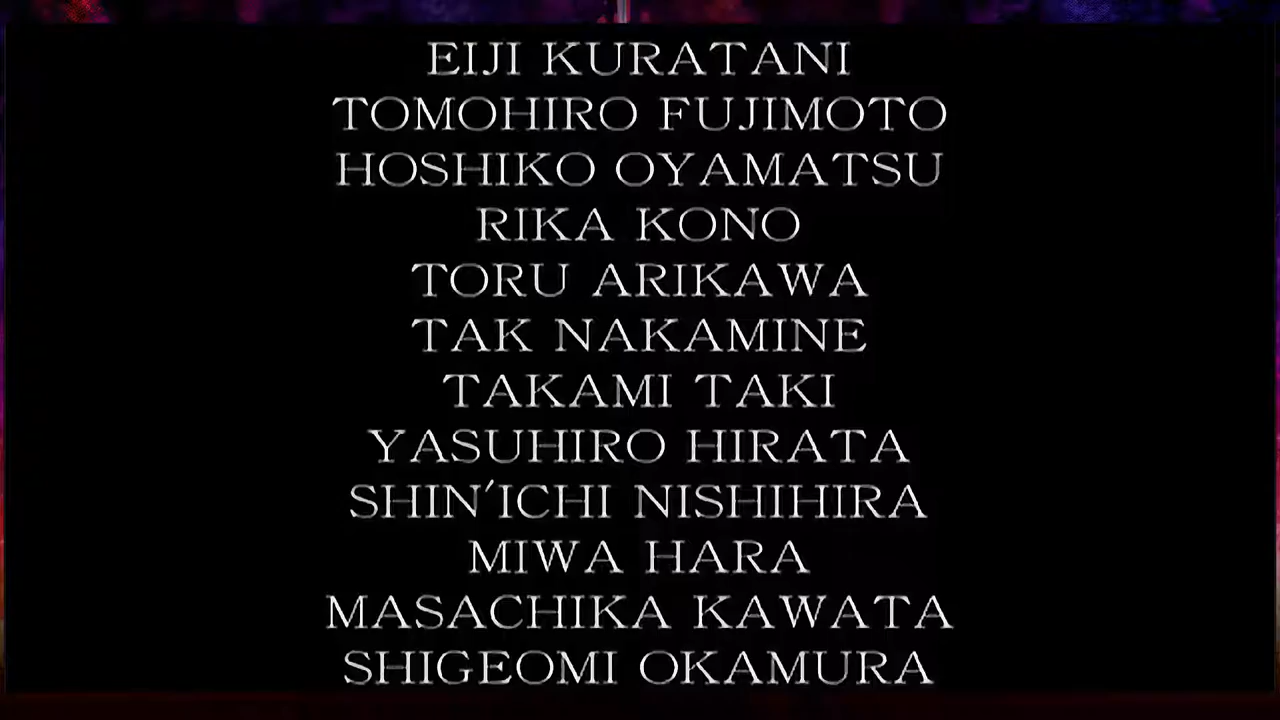 EIJI KURATANI
TOMOHIRO FUJIMOTO
HOSHIKO OYAMATSU
RIKA KONO
TORU ARIKAWA
TAK NAKAMINE
TAKAMI TAKI
YASUHIRO HIRATA
SHIN'ICHI NISHIHIRA
MIWA HARA
MASACHIKA KAWATA
SHIGEOMI OKAMURA